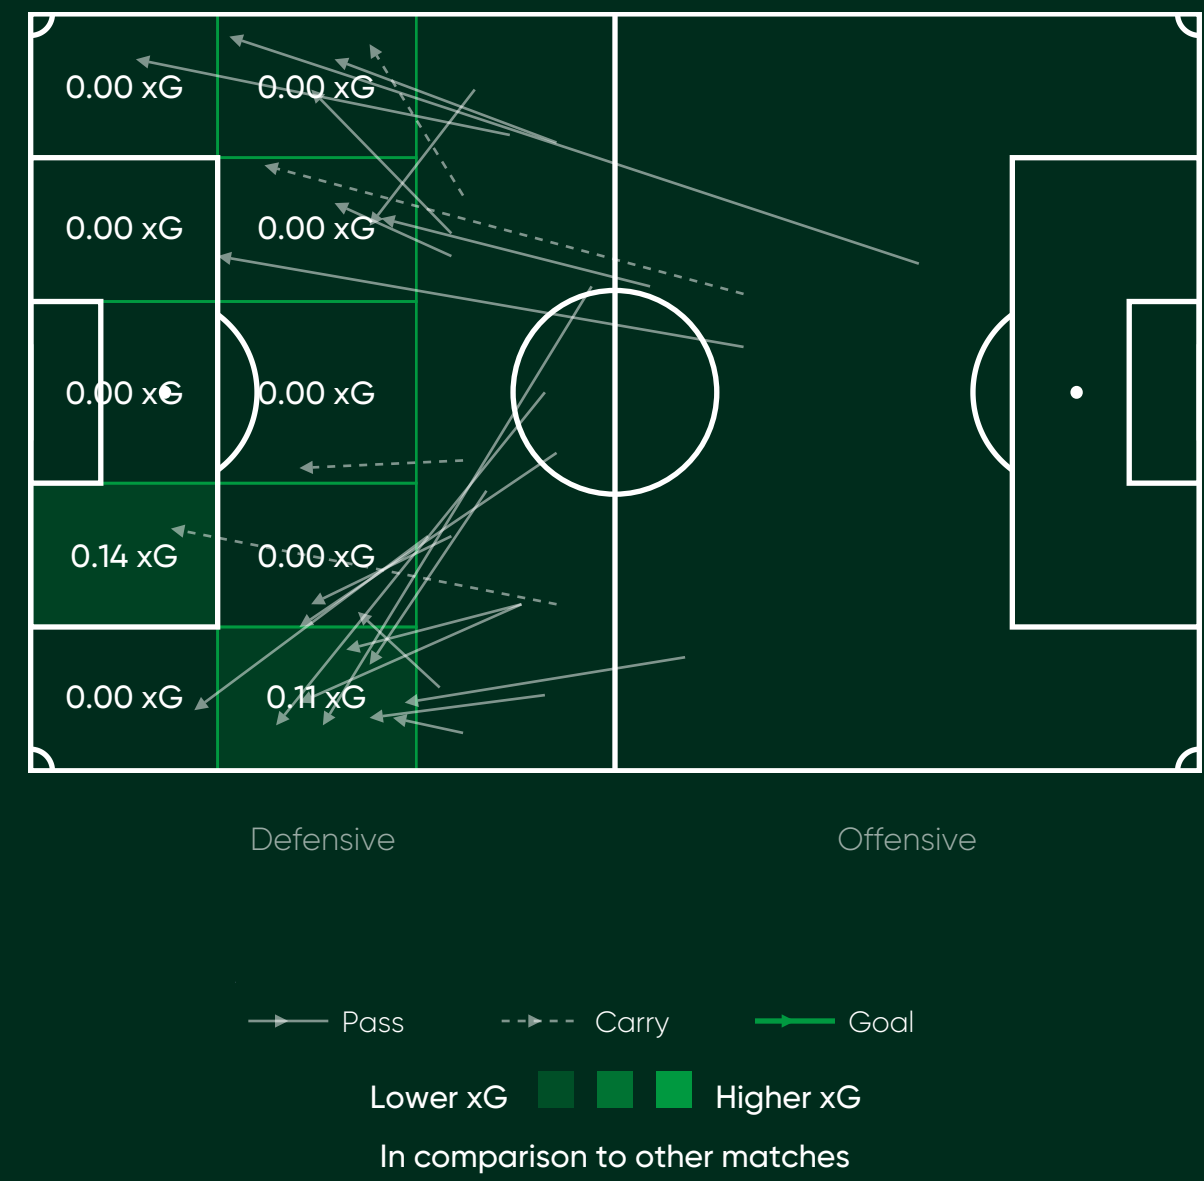 0.00 xG 0.00 xG
0.00 xG 0.00 xG
0.00 xG 0.00 xG
0.14 xG 0.00 xG
0.00 xG 0.11 xG
Defensive Offensive
Pass Carry Goal
Lower xG Higher xG
In comparison to other matches